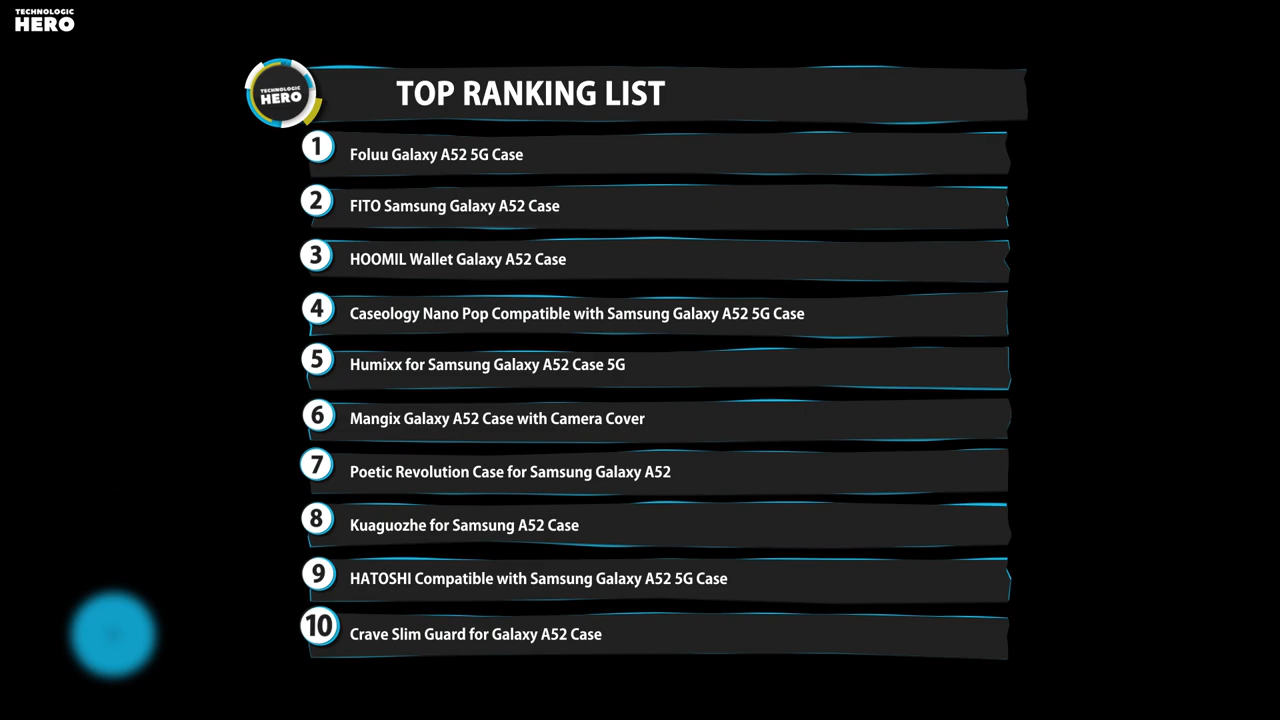 TECHNOLOGIC
HERO
TECHNOLOGIC
HERO
TOP RANKING LIST
1 Foluu Galaxy A52 5G Case
2 FITO Samsung Galaxy A52 Case
3 HOOMIL Wallet Galaxy A52 Case
4 Caseology Nano Pop Compatible with Samsung Galaxy A52 5G Case
5 Humixx for Samsung Galaxy A52 Case 5G
6 Mangix Galaxy A52 Case with Camera Cover
7 Poetic Revolution Case for Samsung Galaxy A52
8 Kuaguozhe for Samsung A52 Case
9 HATOSHI Compatible with Samsung Galaxy A52 5G Case
10 Crave Slim Guard for Galaxy A52 Case